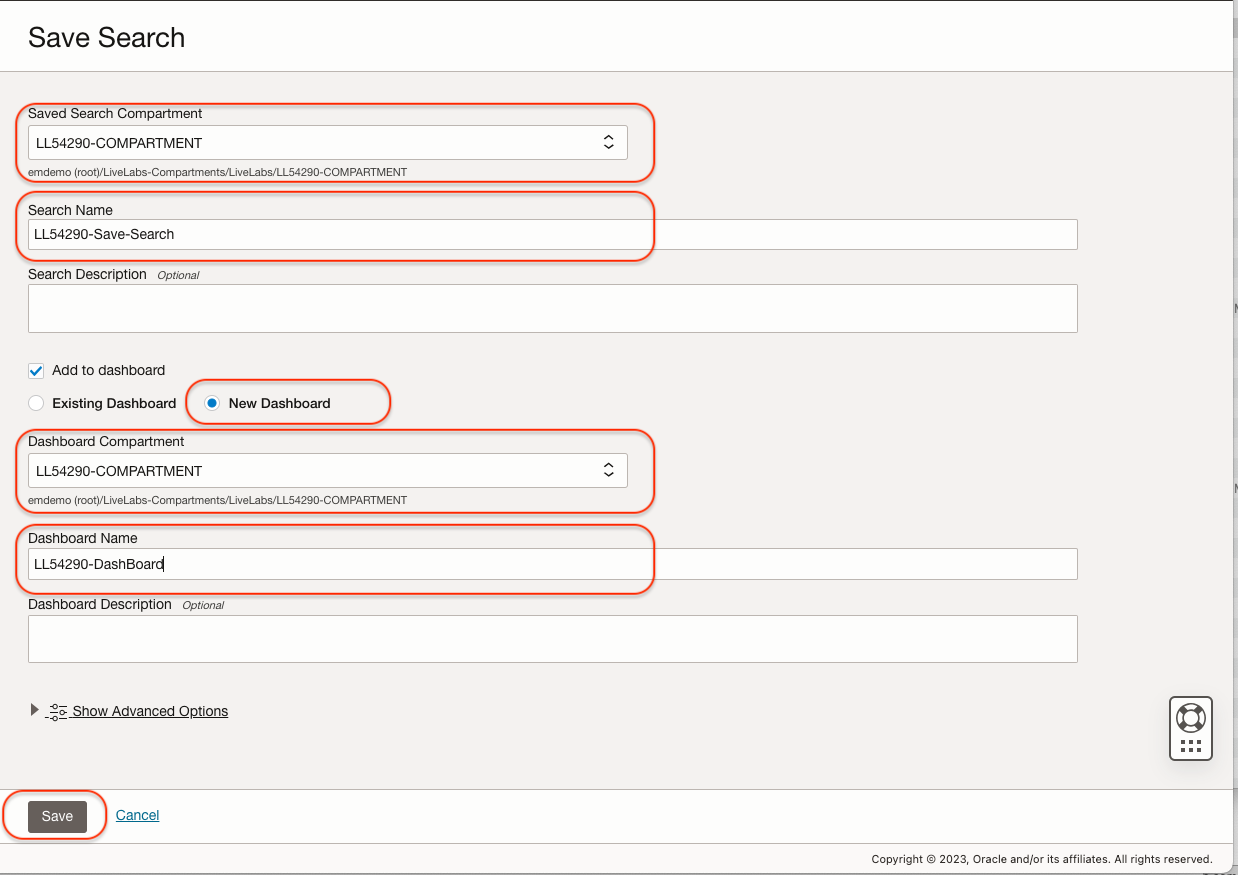 Save Search
Saved Search Compartment
LL54290-COMPARTMENT
emdemo (root)/LiveLabs-Compartments/LiveLabs/LL54290-COMPARTMENT
Search Name
LL54290-Save-Search
Search Description Optional
Add to dashboard
Existing Dashboard New Dashboard
Dashboard Compartment
LL54290-COMPARTMENT
emdemo (root)/LiveLabs-Compartments/LiveLabs/LL54290-COMPARTMENT
Dashboard Name
LL54290-DashBoard
Dashboard Description Optional
Show Advanced Options
Save Cancel
Copyright © 2023, Oracle and/or its affiliates. All rights reserved.